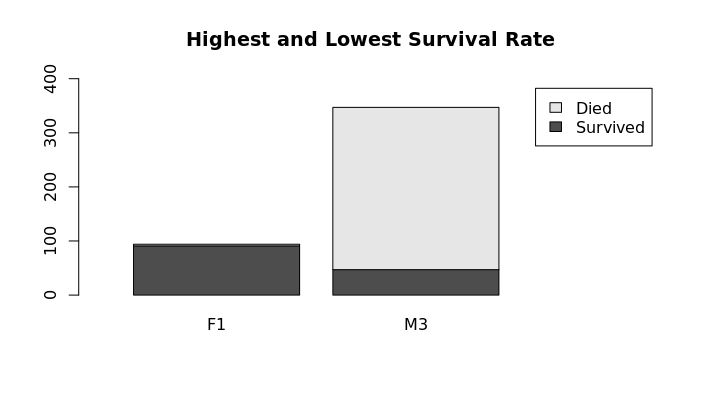 Highest and Lowest Survival Rate
400
300
200
100
0
Died
Survived
F1
M3